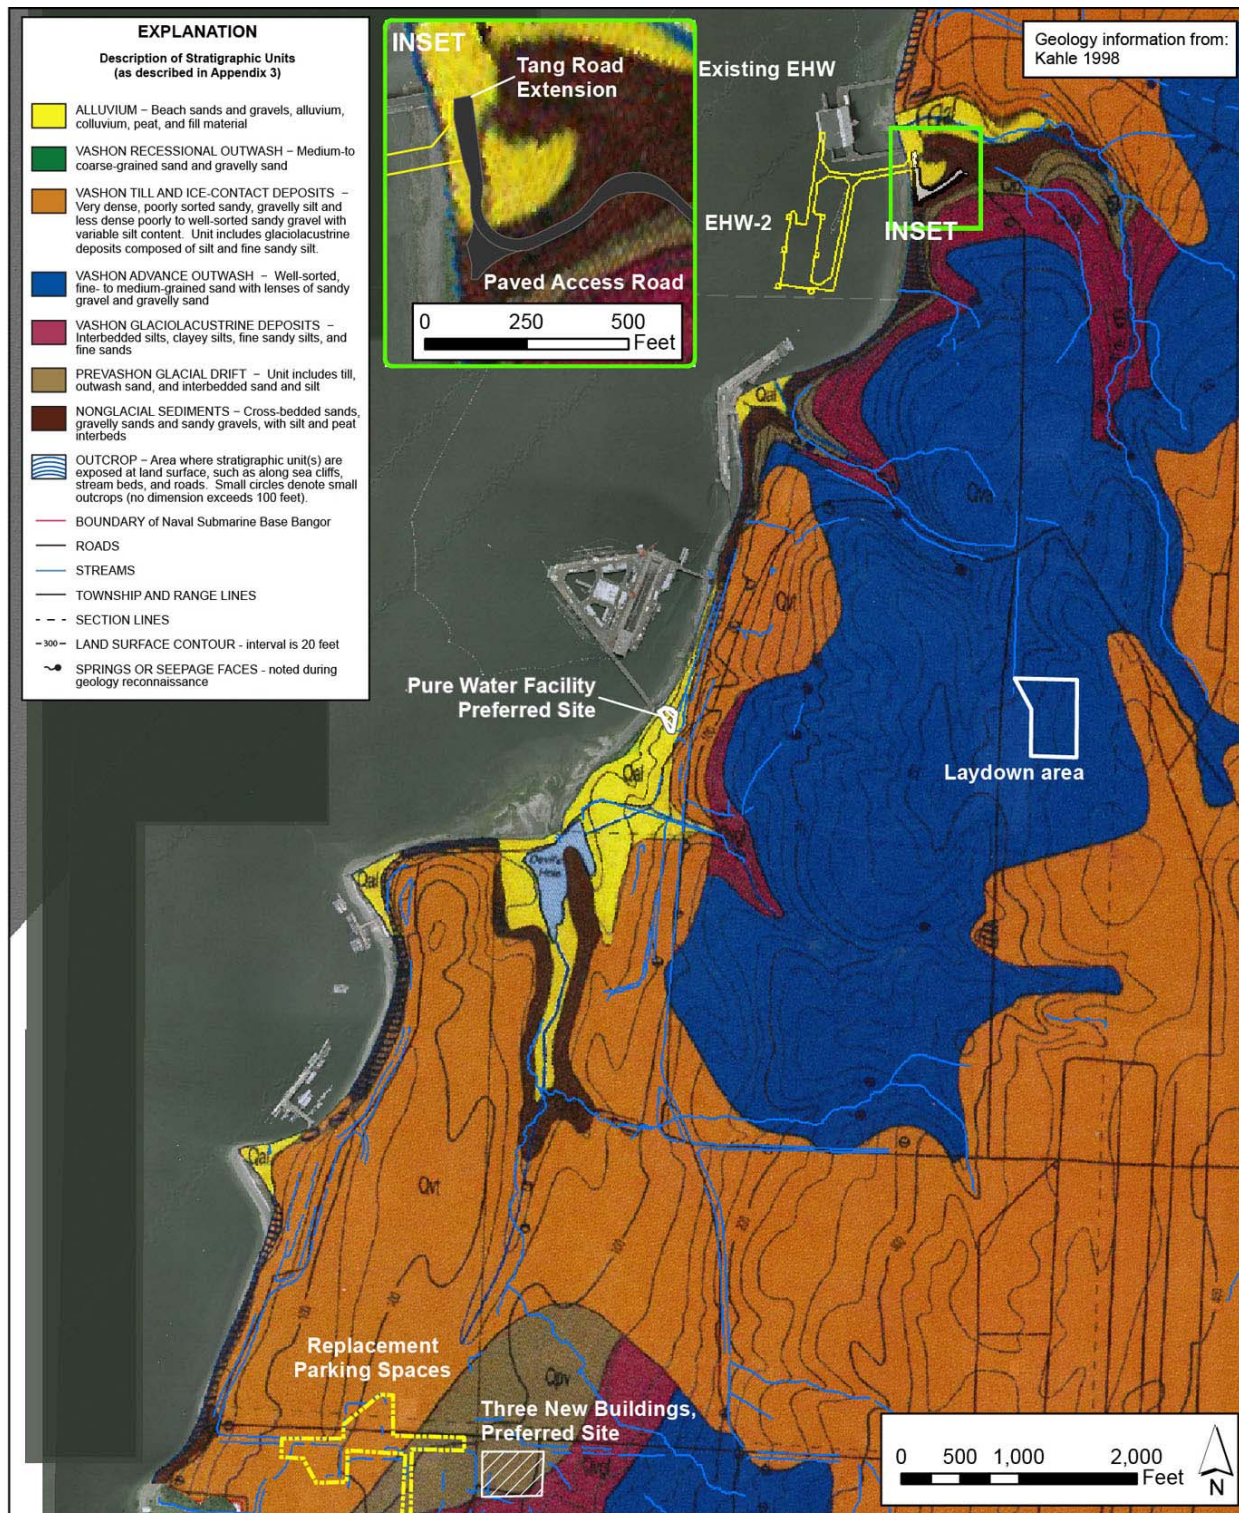 EXPLANATION
Description of Stratigraphic Units
(as described in Appendix 3)
ALLUVIUM – Beach sands and gravels, alluvium,
colluvium, peat, and fill material
VASHON RECESSIONAL OUTWASH – Medium-to
coarse-grained sand and gravelly sand
VASHON TILL AND ICE-CONTACT DEPOSITS –
Very dense, poorly sorted sandy, gravelly silt and
less dense poorly to well-sorted sandy gravel with
variable silt content. Unit includes glaciolacustrine
deposits composed of silt and fine sandy silt.
VASHON ADVANCE OUTWASH – Well-sorted,
fine- to medium-grained sand with lenses of sandy
gravel and gravelly sand
VASHON GLACIOLACUSTRINE DEPOSITS –
Interbedded silts, clayey silts, fine sandy silts, and
fine sands
PREVASHON GLACIAL DRIFT – Unit includes till,
outwash sand, and interbedded sand and silt
NONGLACIAL SEDIMENTS – Cross-bedded sands,
gravelly sands and sandy gravels, with silt and peat
interbeds
OUTCROP – Area where stratigraphic unit(s) are
exposed at land surface, such as along sea cliffs,
stream beds, and roads. Small circles denote small
outcrops (no dimension exceeds 100 feet).
BOUNDARY of Naval Submarine Base Bangor
ROADS
STREAMS
TOWNSHIP AND RANGE LINES
SECTION LINES
-300- LAND SURFACE CONTOUR - interval is 20 feet
SPRINGS OR SEEPAGE FACES - noted during
geology reconnaissance
INSET
Tang Road
Extension
Paved Access Road
0 250 500
Feet
Geology information from:
Kahle 1998
Existing EHW
EHW-2
INSET
Qal
Qal
Qva
Qvt
Pure Water Facility
Preferred Site
Laydown area
Qal
Devil's
Hole
Qal
Qal
Qvt
Replacement
Parking Spaces
Qpv
Three New Buildings,
Preferred Site
Qvgl
0 500 1,000 2,000
Feet
N